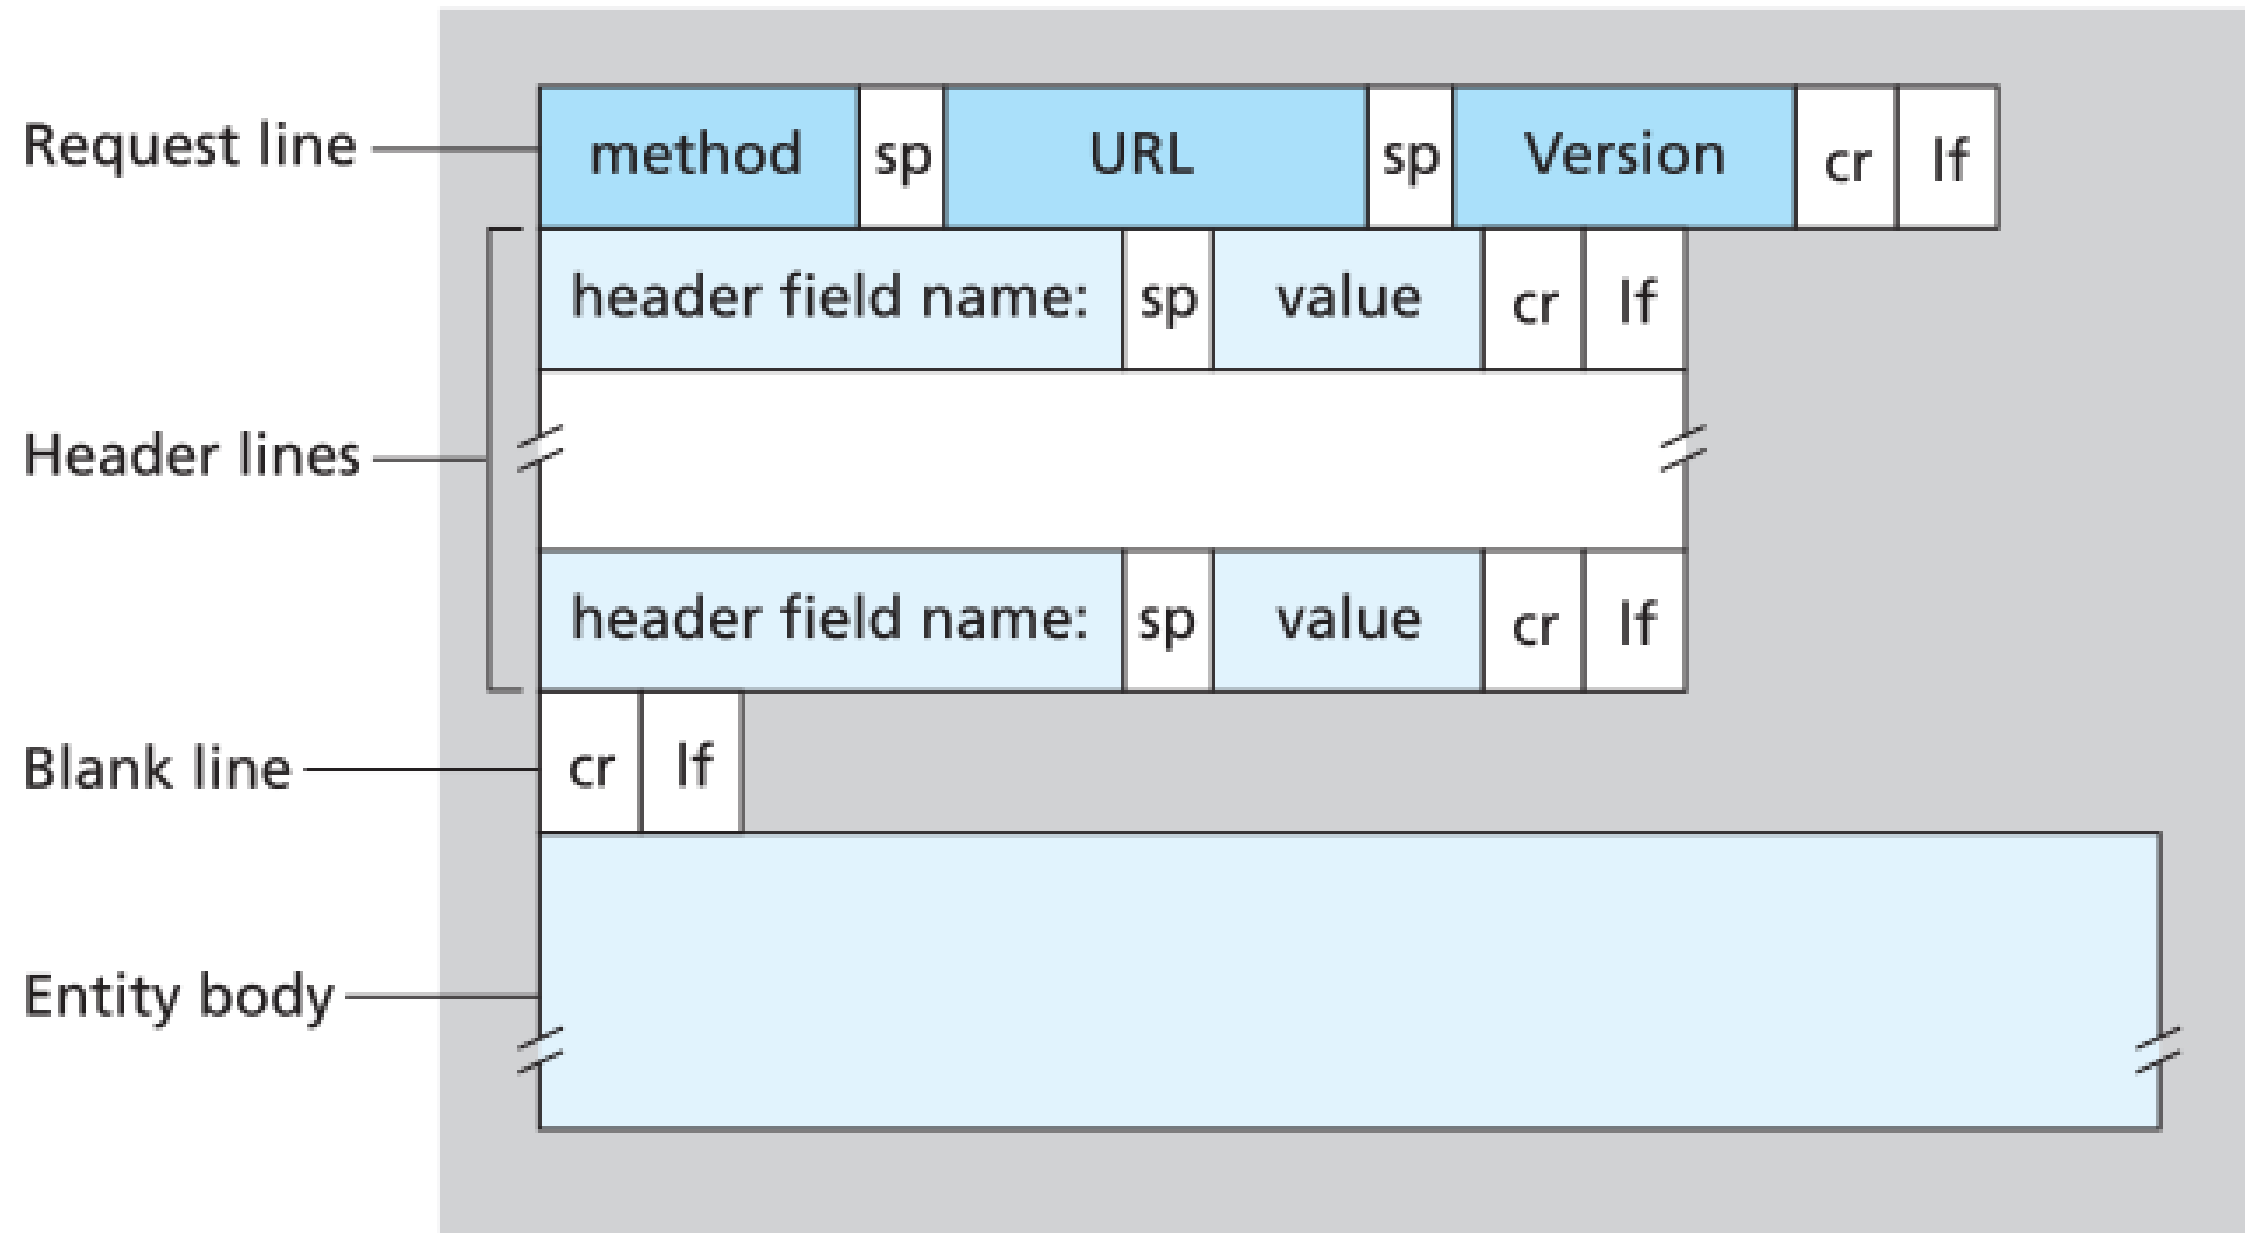 Request line method sp URL sp Version cr lf
header field name: sp value cr lf
Header lines
header field name: sp value cr lf
Blank line cr lf
Entity body